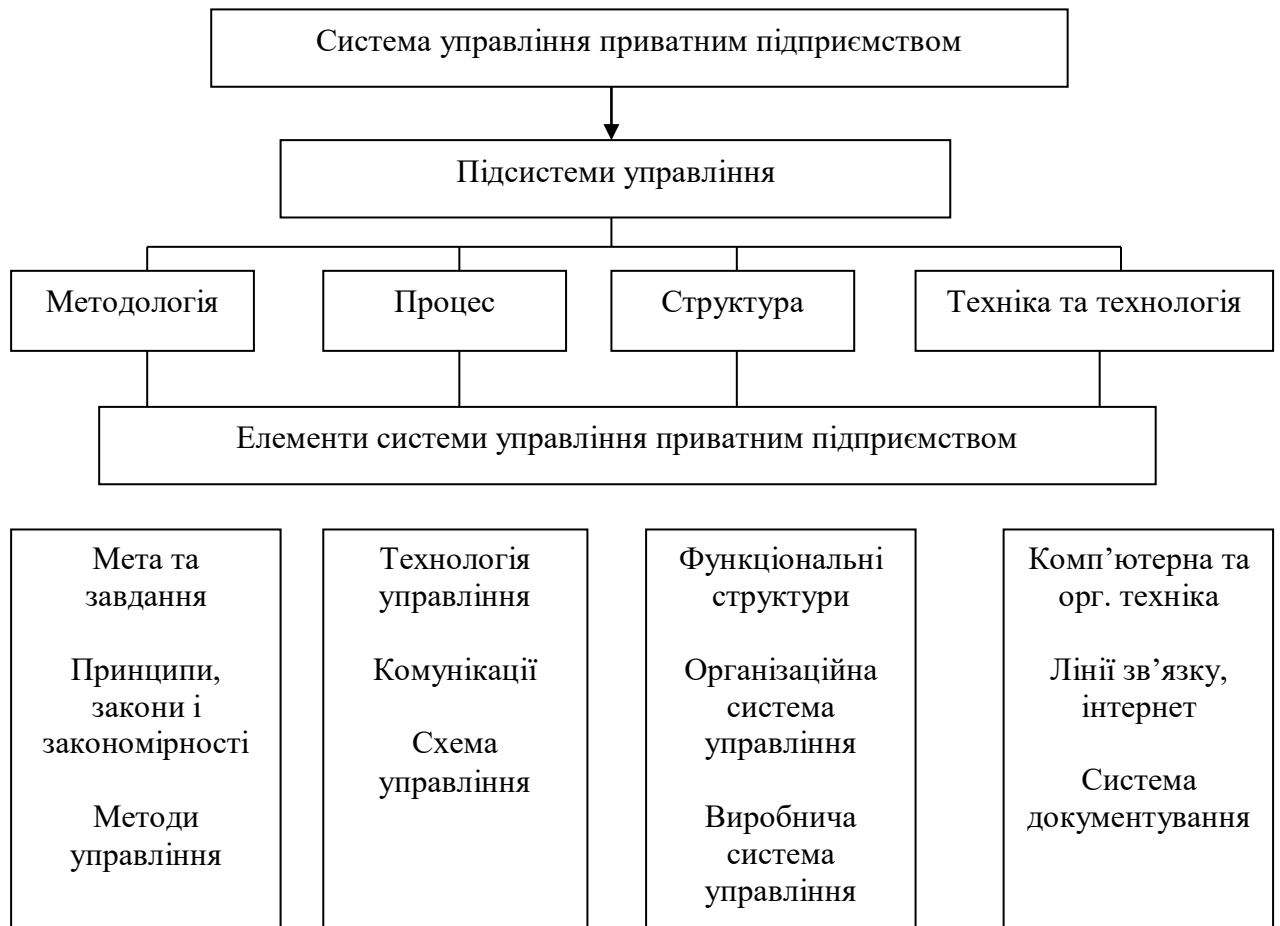 Система управління приватним підприємством
Підсистеми управління
Методологія
Процес
Структура
Техніка та технологія
Елементи системи управління приватним підприємством
Мета та
завдання
Принципи,
закони і
закономірності
Методи
управління
Технологія
управління
Комунікації
Схема
управління
Функціональні
структури
Організаційна
система
управління
Виробнича
система
управління
Комп’ютерна та
орг. техніка
Лінії зв’язку,
інтернет
Система
документування